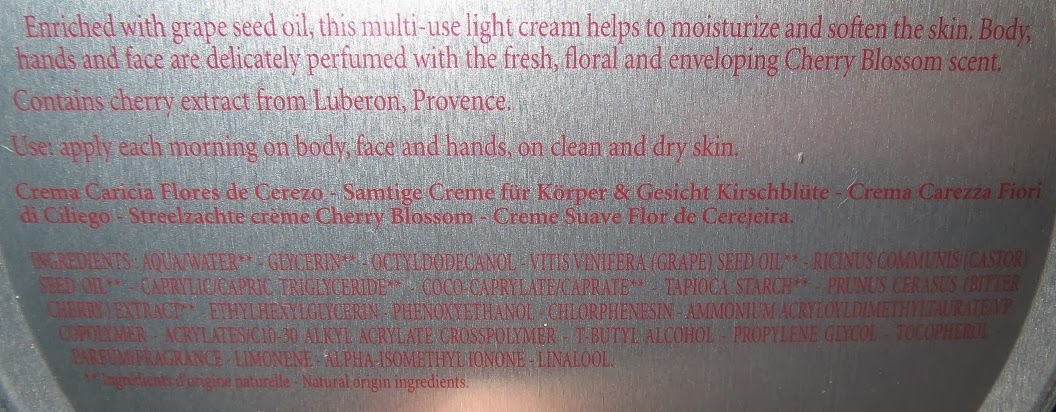 Enriched with grape seed oil, this multi-use light cream helps to moisturize and soften the skin. Body,
hands and face are delicately perfumed with the fresh, floral and enveloping Cherry Blossom scent.
Contains cherry extract from Luberon, Provence.
Use: apply each morning on body, face and hands, on clean and dry skin.
Crema Caricia Flores de Cerezo - Samtige Creme für Körper & Gesicht Kirschblüte - Crema Carezza Fiori
di Ciliego - Streelzachte crème Cherry Blossom - Creme Suave Flor de Cerejeira.
INGREDIENTS - AQUA/WATER** - GLYCERIN** - OCTYLDODECANOL - VITIS VINIFERA (GRAPE) SEED OIL** - RICINUS COMMUNIS (CASTOR)
SEED OIL** - CAPRYLIC/CAPRIC TRIGLYCERIDE** - COCO-CAPRYLATE/CAPRATE** - TAPIOCA STARCH** - PRUNUS CERASUS (BITTER
CHERRY) EXTRACT** - ETHYLHEXYLGLYCERIN - PHENOXYETHANOL - CHLORPHENESIN - AMMONIUM ACRYLOYLDIMETHYLTAURATE/VP
COPOLYMER - ACRYLATES/C10-30 ALKYL ACRYLATE CROSSPOLYMER - T-BUTYL ALCOHOL - PROPYLENE GLYCOL - TOCOPHEROL -
PARFUM/FRAGRANCE - LIMONENE - ALPHA-ISOMETHYL IONONE - LINALOOL.
** Ingrédients d'origine naturelle - Natural origin ingredients.